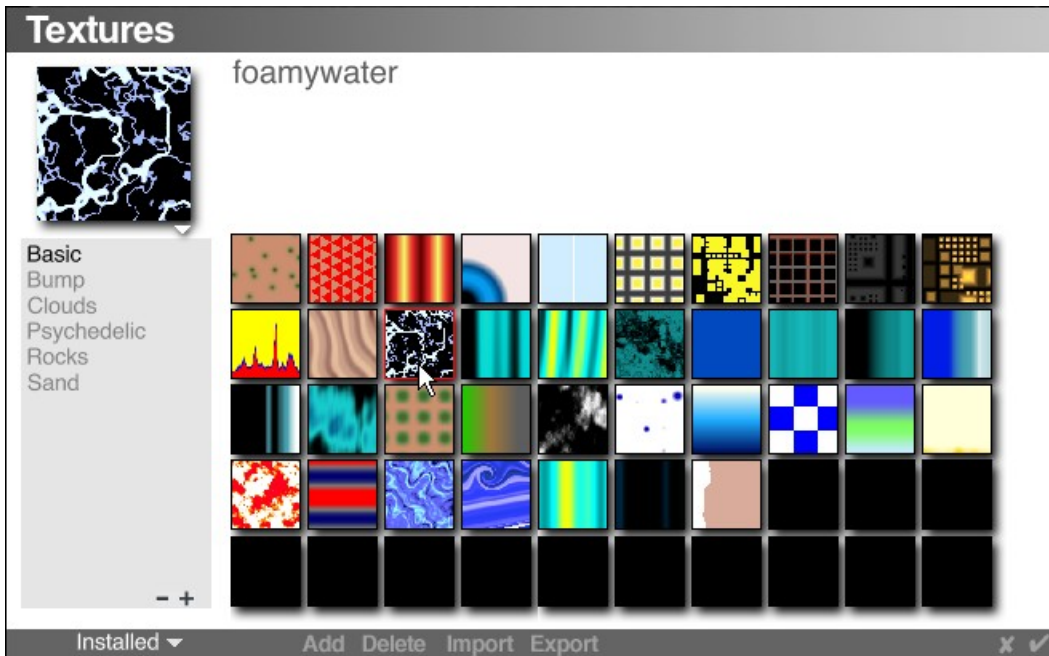 Textures
foamywater
Basic
Bump
Clouds
Psychedelic
Rocks
Sand
- +
Installed
Add Delete Import Export